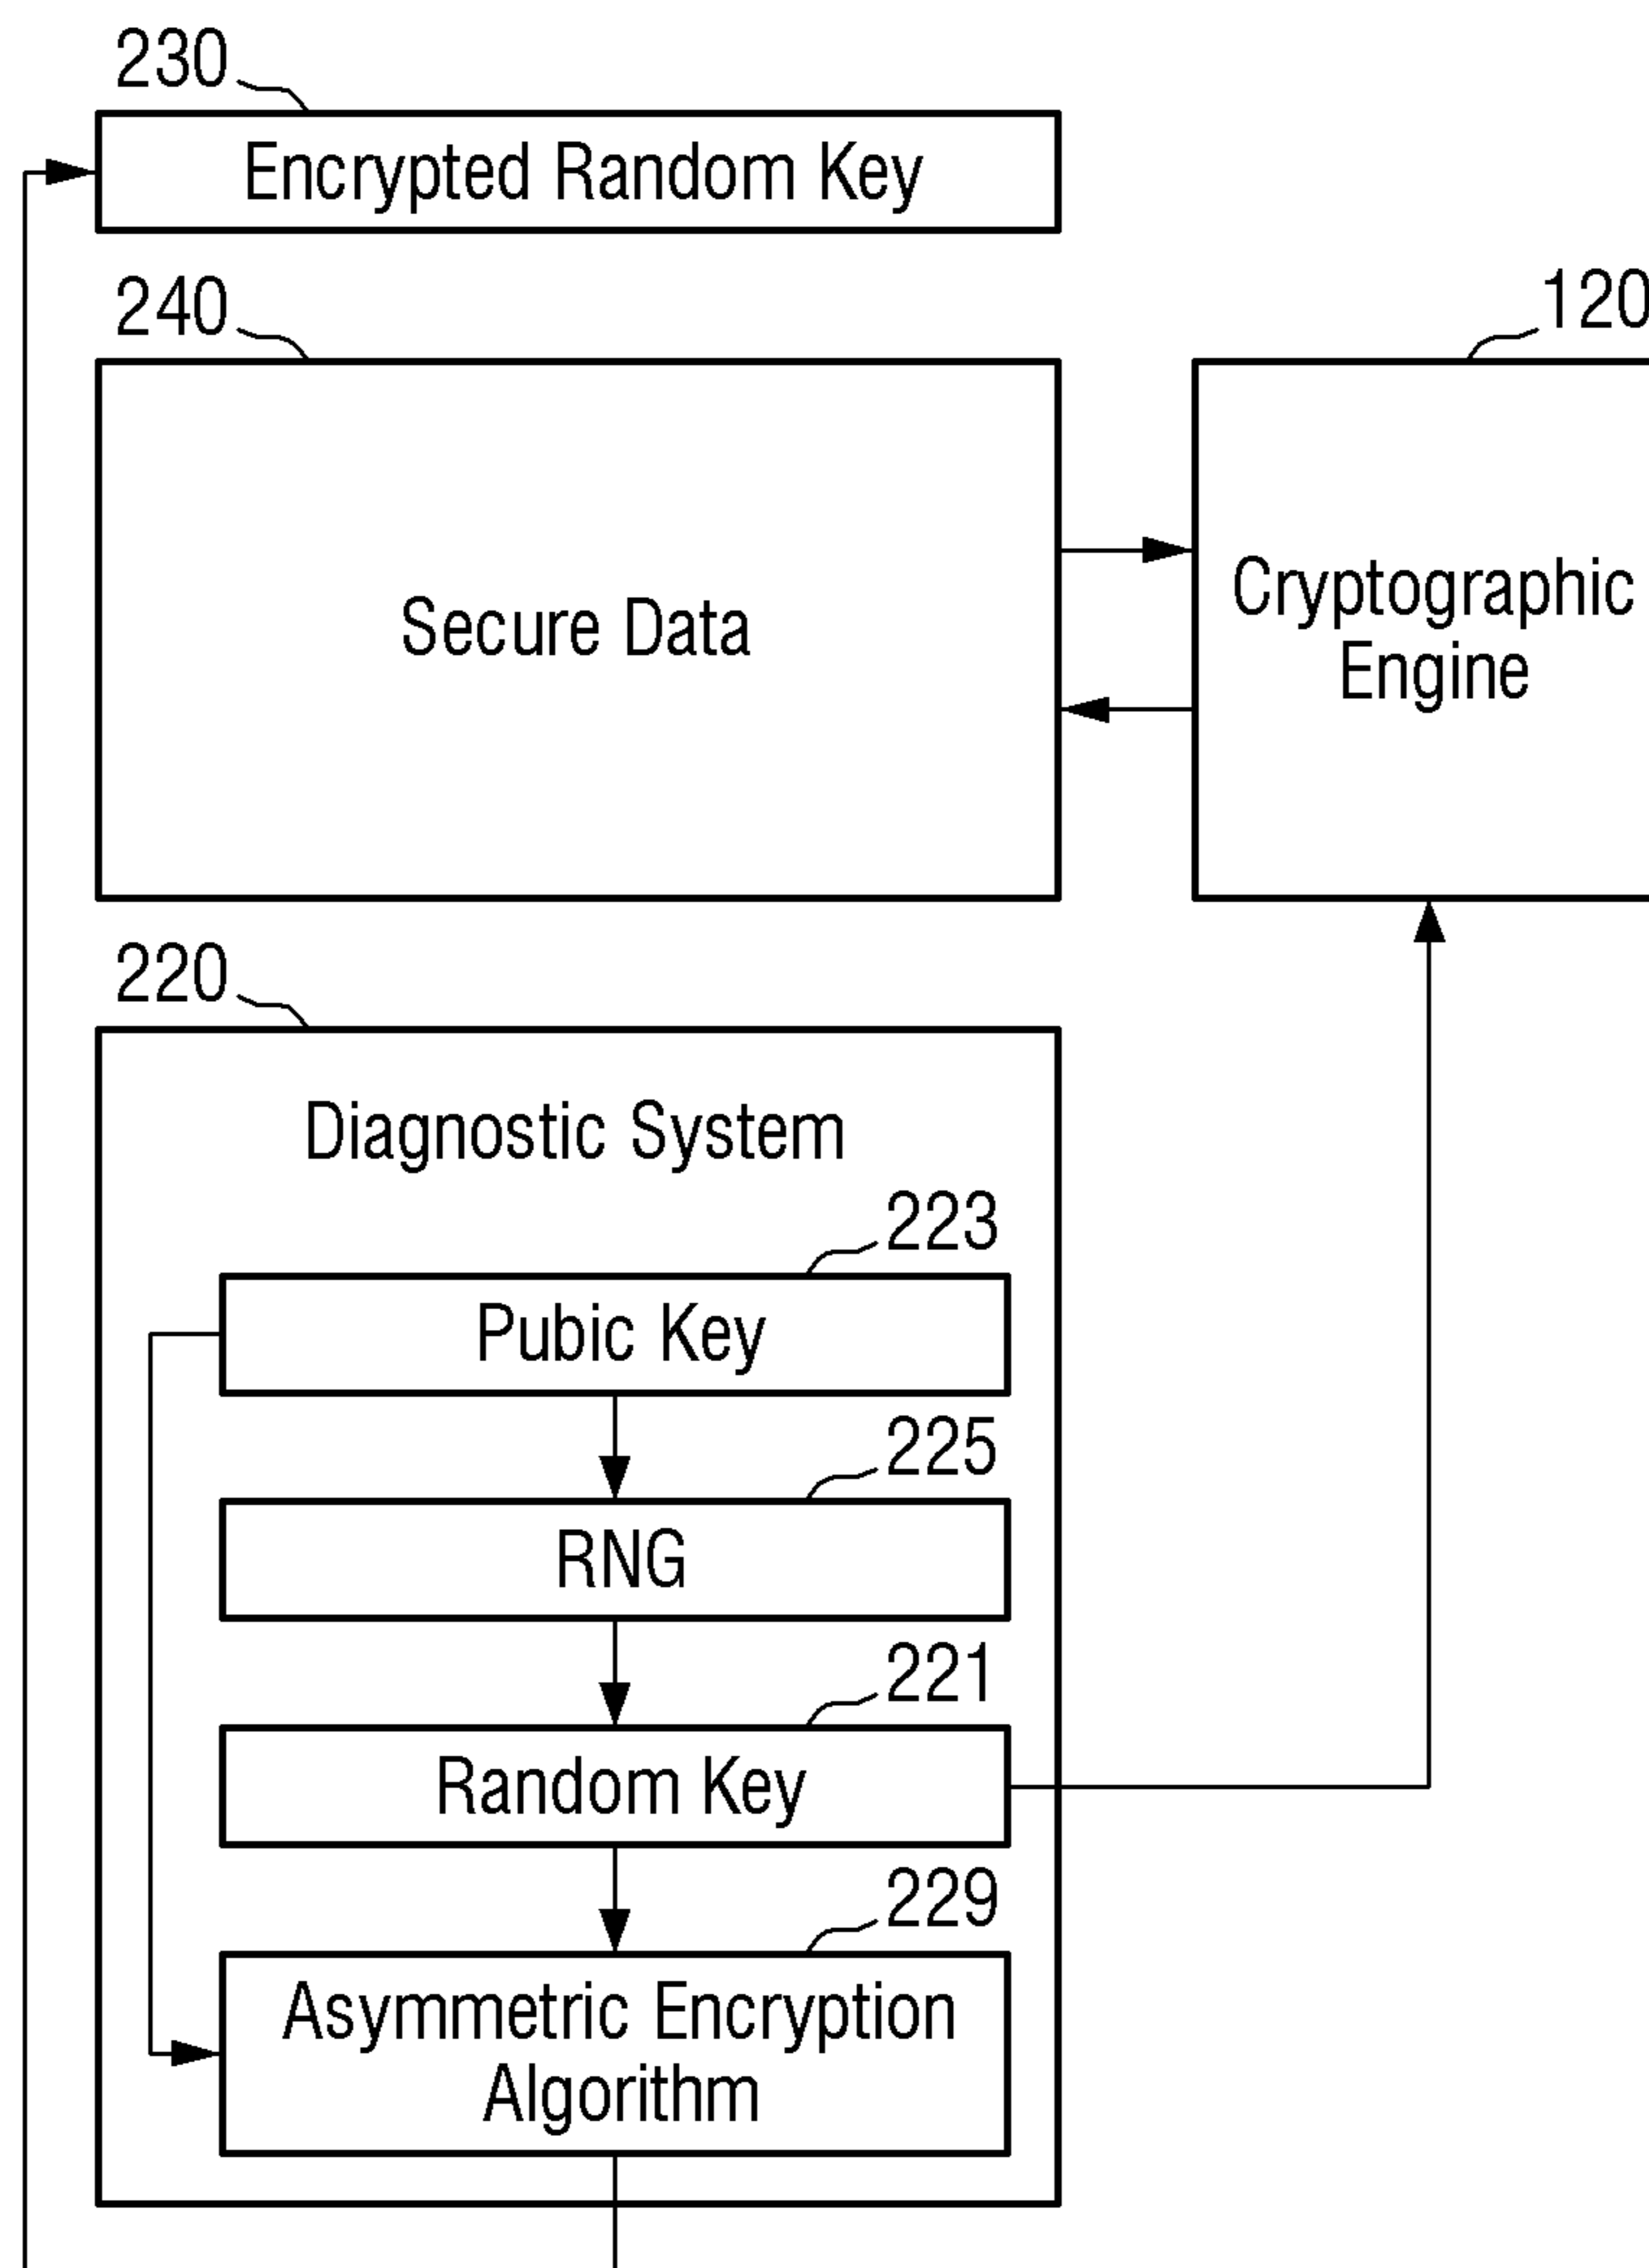 230
Encrypted Random Key
240
120
Secure Data
Cryptographic
Engine
220
Diagnostic System
223
Pubic Key
225
RNG
221
Random Key
229
Asymmetric Encryption
Algorithm